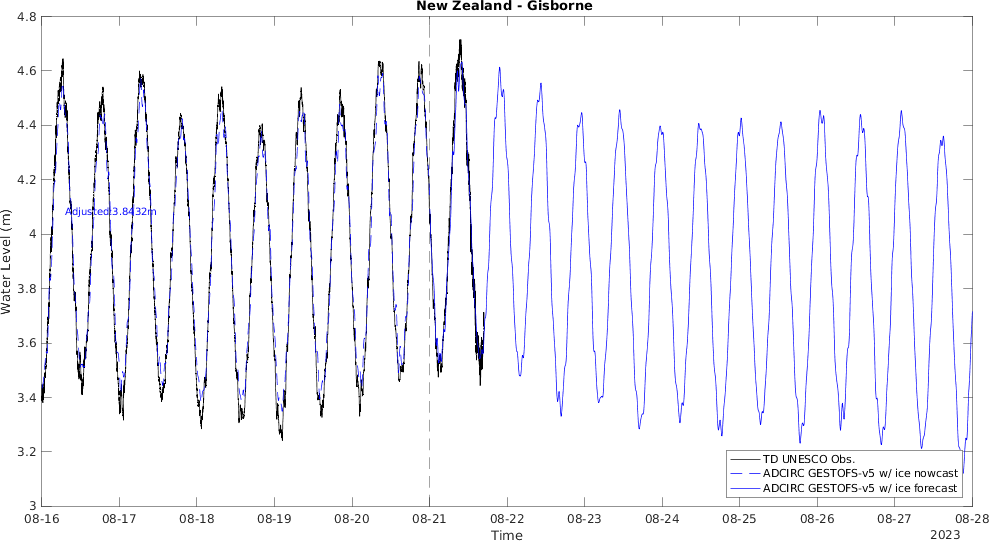 New Zealand - Gisborne
4.8
4.6
4.4
4.2
4
3.8
3.6
3.4
3.2
3
Water Level (m)
Adjusted:3.8432m
TD UNESCO Obs.
ADCIRC GESTOFS-v5 w/ ice nowcast
ADCIRC GESTOFS-v5 w/ ice forecast
08-16 08-17 08-18 08-19 08-20 08-21 08-22 08-23 08-24 08-25 08-26 08-27 08-28
Time
2023